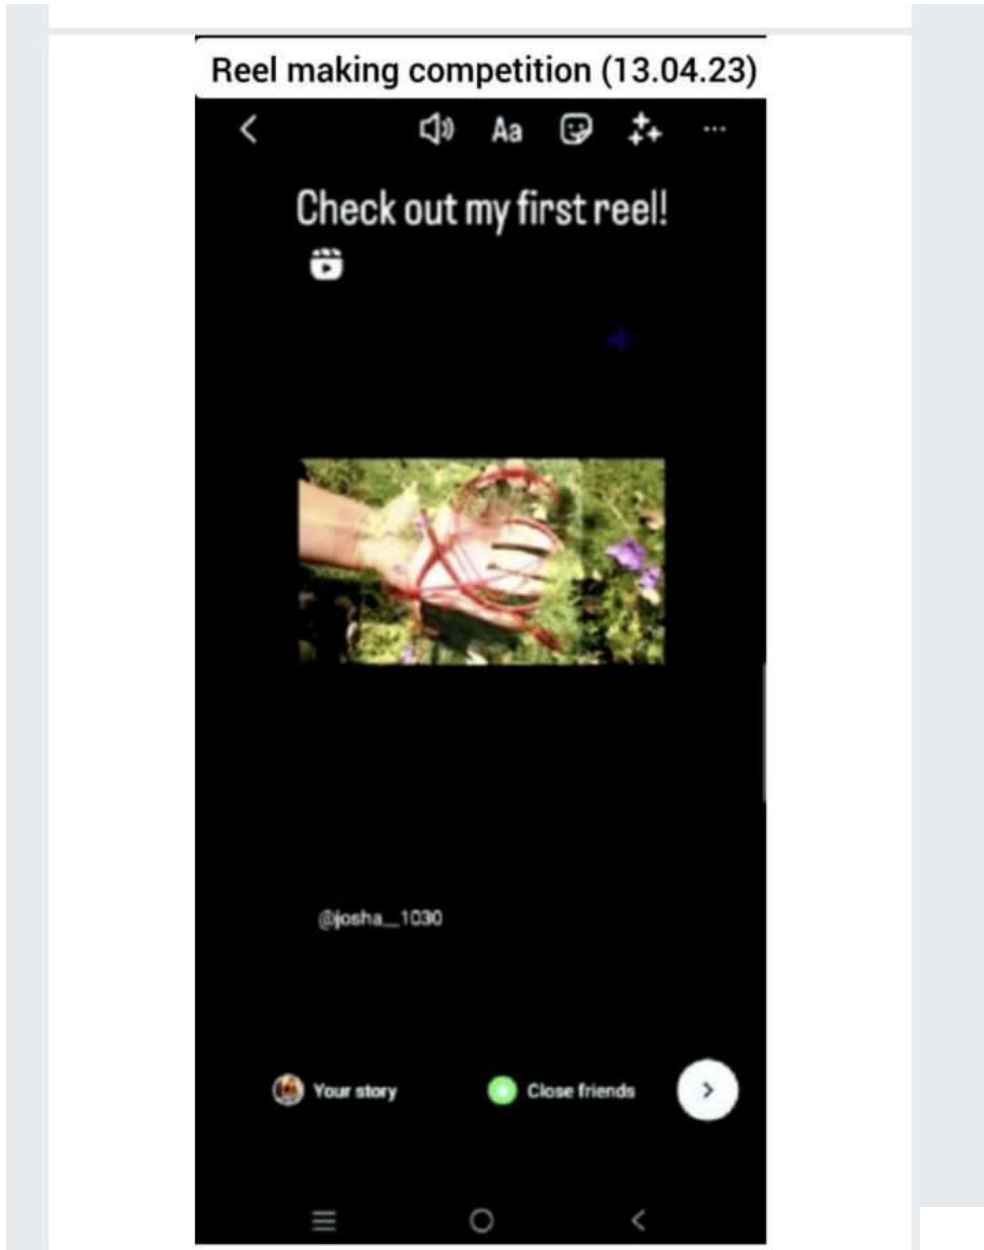 Reel making competition (13.04.23)
Aa
Check out my first reel!
@josha__1030
Your story
Close friends